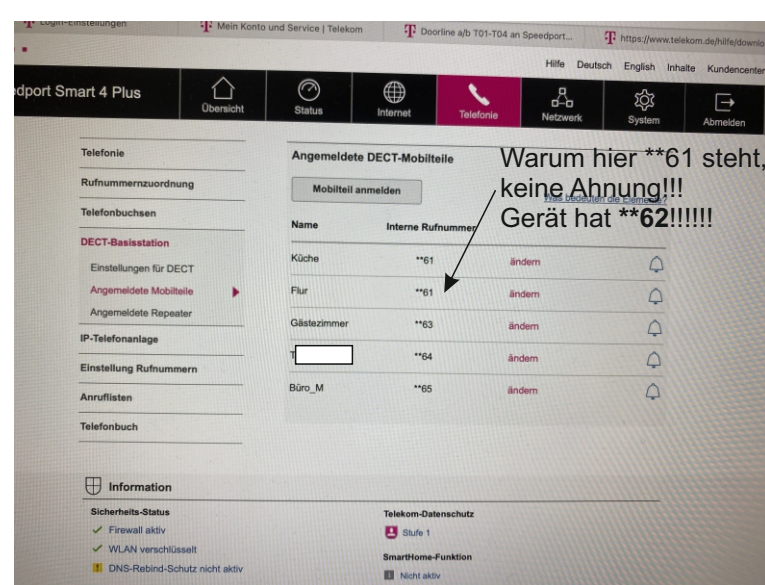 Login-Einstellungen
Mein Konto und Service | Telekom
Doorline a/b T01-T04 an Speedport...
https://www.telekom.de/hilfe/downlo
Hilfe Deutsch English Inhalte Kundencenter
edport Smart 4 Plus
Übersicht
Status
Internet
Telefonie
Netzwerk
System
Abmelden
Telefonie
Rufnummernzuordnung
Telefonbuchsen
DECT-Basisstation
Einstellungen für DECT
Angemeldete Mobilteile
Angemeldete Repeater
IP-Telefonanlage
Einstellung Rufnummern
Anruflisten
Telefonbuch
Angemeldete DECT-Mobilteile
Mobilteil anmelden
Was bedeuten die Elemente?
Warum hier **61 steht,
keine Ahnung!!!
Gerät hat **62!!!!!!
Name Interne Rufnummer
Küche **61 ändern
Flur **61 ändern
Gästezimmer **63 ändern
T **64 ändern
Büro_M **65 ändern
Information
Sicherheits-Status
Firewall aktiv
WLAN verschlüsselt
DNS-Rebind-Schutz nicht aktiv
Telekom-Datenschutz
Stufe 1
SmartHome-Funktion
Nicht aktiv